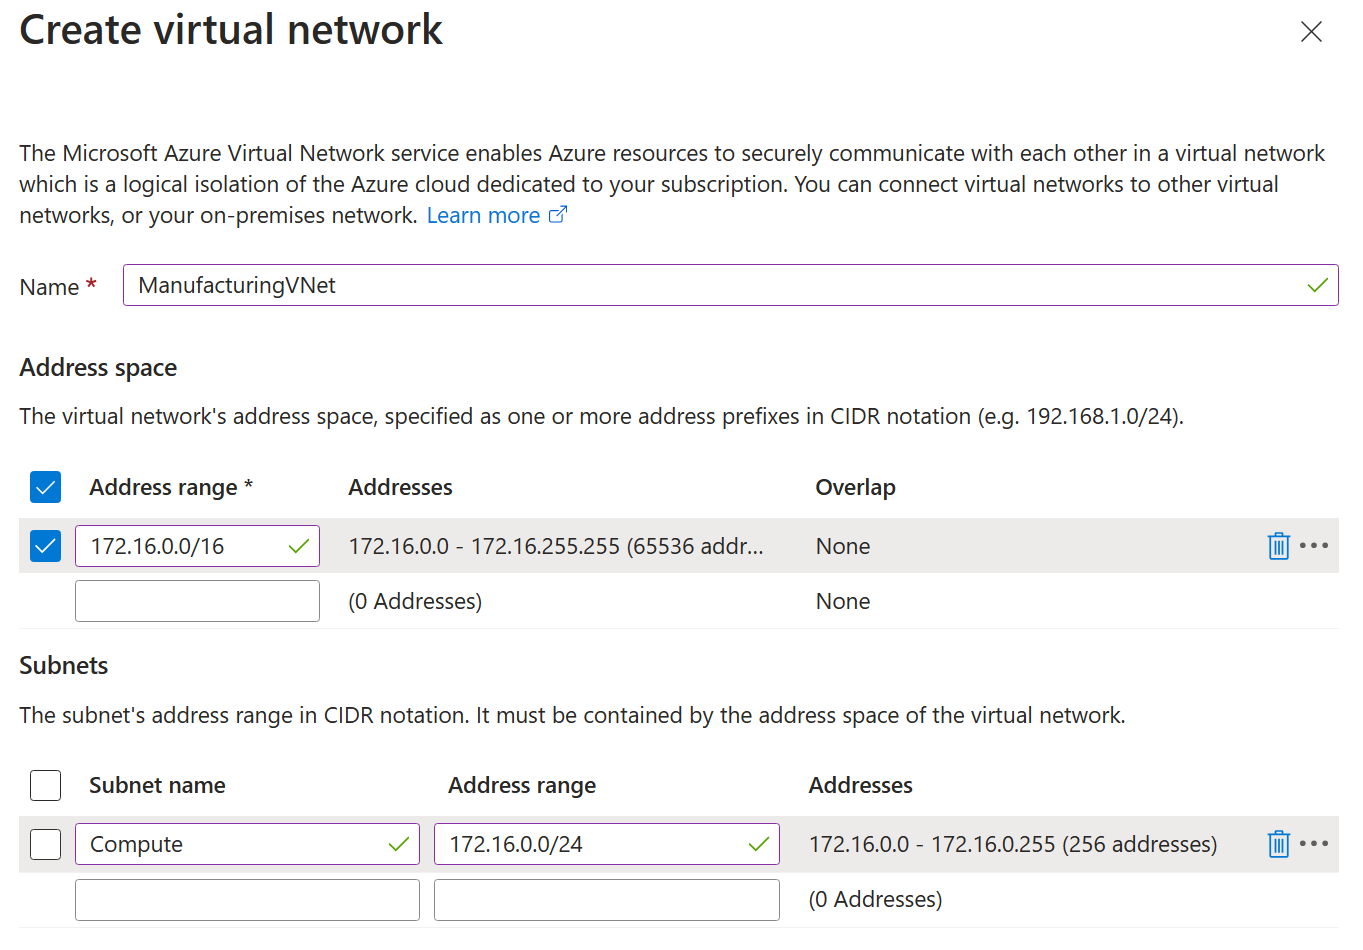 Create virtual network
The Microsoft Azure Virtual Network service enables Azure resources to securely communicate with each other in a virtual network
which is a logical isolation of the Azure cloud dedicated to your subscription. You can connect virtual networks to other virtual
networks, or your on-premises network. Learn more
Name * ManufacturingVNet
Address space
The virtual network's address space, specified as one or more address prefixes in CIDR notation (e.g. 192.168.1.0/24).
Address range * Addresses Overlap
172.16.0.0/16 172.16.0.0 - 172.16.255.255 (65536 addr... None
(0 Addresses) None
Subnets
The subnet's address range in CIDR notation. It must be contained by the address space of the virtual network.
Subnet name Address range Addresses
Compute 172.16.0.0/24 172.16.0.0 - 172.16.0.255 (256 addresses)
(0 Addresses)